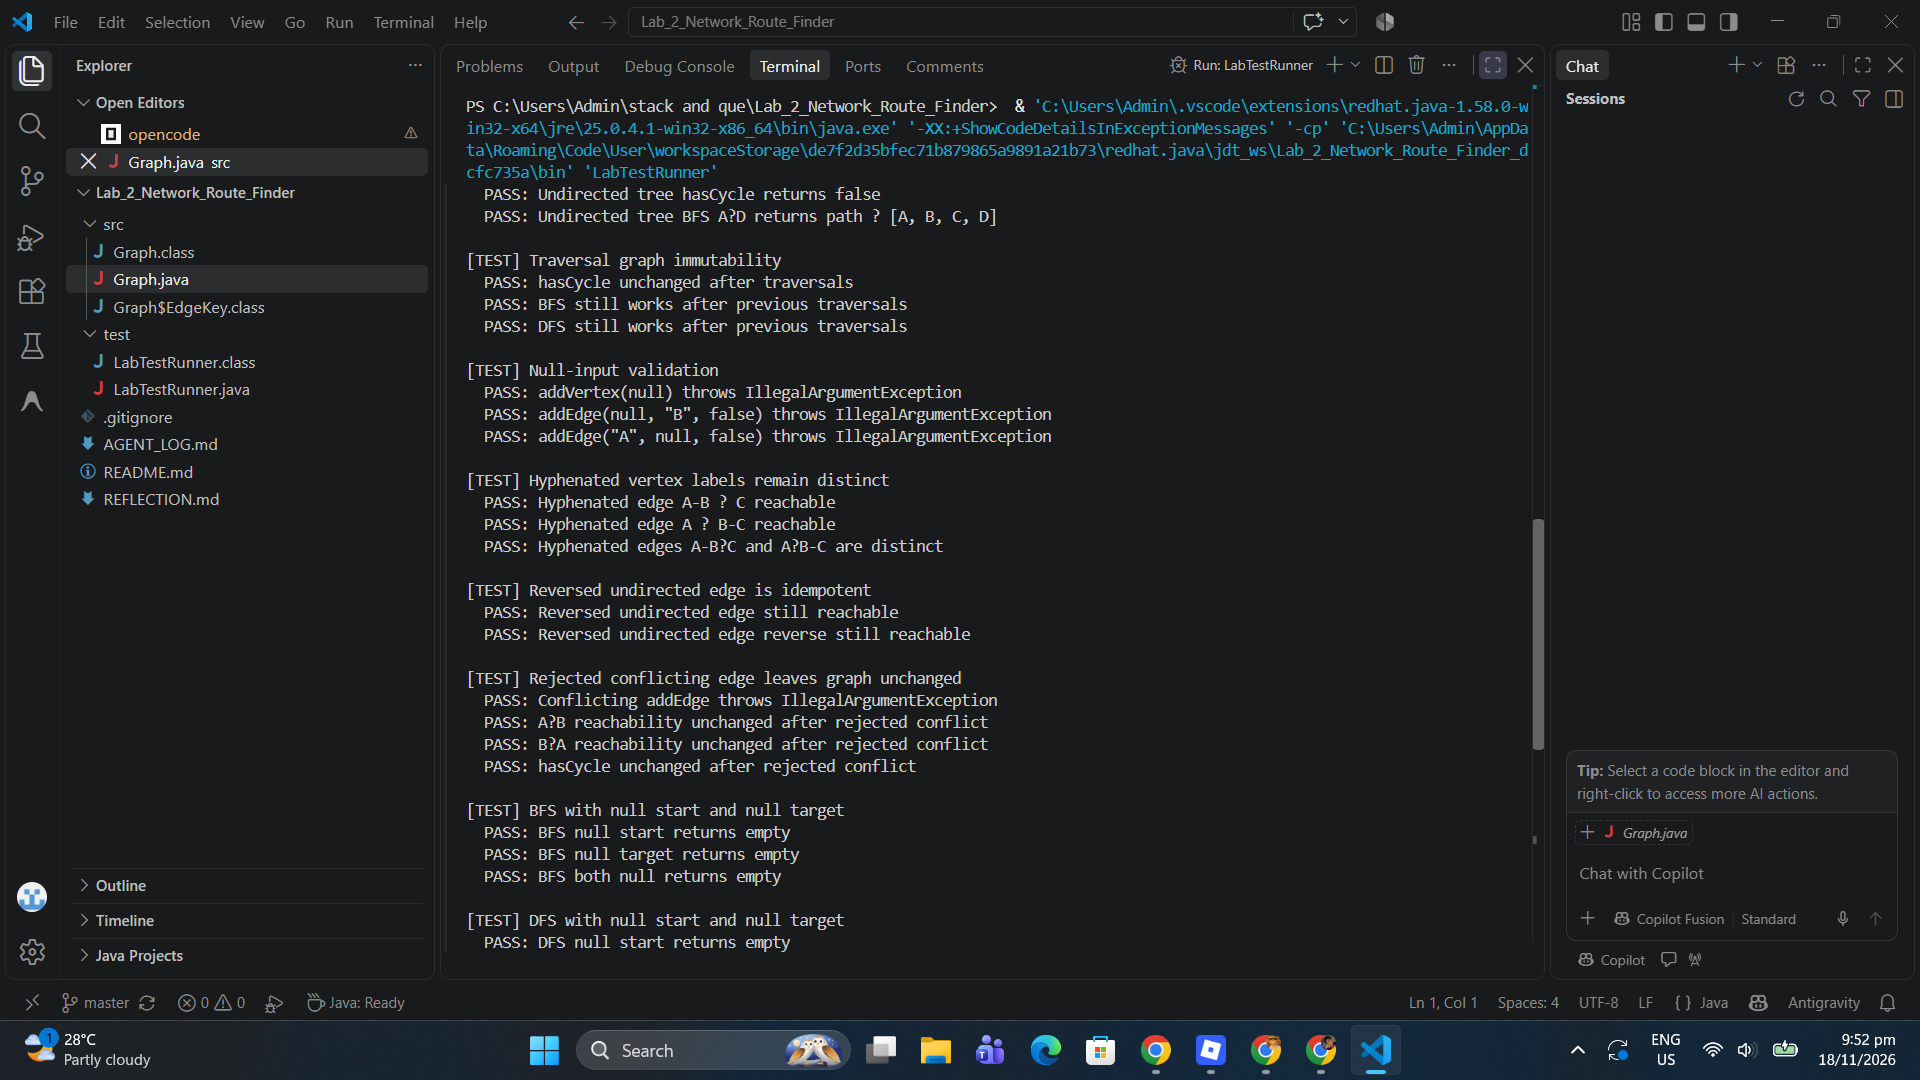 File Edit Selection View Go Run Terminal Help
Lab_2_Network_Route_Finder
Explorer
Open Editors
opencode
Graph.java src
Lab_2_Network_Route_Finder
src
Graph.class
Graph.java
Graph$EdgeKey.class
test
LabTestRunner.class
LabTestRunner.java
.gitignore
AGENT_LOG.md
README.md
REFLECTION.md
Outline
Timeline
Java Projects
Problems Output Debug Console Terminal Ports Comments
Run: LabTestRunner
PS C:\Users\Admin\stack and que\Lab_2_Network_Route_Finder> & 'C:\Users\Admin\.vscode\extensions\redhat.java-1.58.0-w
in32-x64\jre\25.0.4.1-win32-x86_64\bin\java.exe' '-XX:+ShowCodeDetailsInExceptionMessages' '-cp' 'C:\Users\Admin\AppDa
ta\Roaming\Code\User\workspaceStorage\de7f2d35bfec71b879865a9891a21b73\redhat.java\jdt_ws\Lab_2_Network_Route_Finder_d
cfc735a\bin' 'LabTestRunner'
PASS: Undirected tree hasCycle returns false
PASS: Undirected tree BFS A?D returns path ? [A, B, C, D]
[TEST] Traversal graph immutability
PASS: hasCycle unchanged after traversals
PASS: BFS still works after previous traversals
PASS: DFS still works after previous traversals
[TEST] Null-input validation
PASS: addVertex(null) throws IllegalArgumentException
PASS: addEdge(null, "B", false) throws IllegalArgumentException
PASS: addEdge("A", null, false) throws IllegalArgumentException
[TEST] Hyphenated vertex labels remain distinct
PASS: Hyphenated edge A-B ? C reachable
PASS: Hyphenated edge A ? B-C reachable
PASS: Hyphenated edges A-B?C and A?B-C are distinct
[TEST] Reversed undirected edge is idempotent
PASS: Reversed undirected edge still reachable
PASS: Reversed undirected edge reverse still reachable
[TEST] Rejected conflicting edge leaves graph unchanged
PASS: Conflicting addEdge throws IllegalArgumentException
PASS: A?B reachability unchanged after rejected conflict
PASS: B?A reachability unchanged after rejected conflict
PASS: hasCycle unchanged after rejected conflict
[TEST] BFS with null start and null target
PASS: BFS null start returns empty
PASS: BFS null target returns empty
PASS: BFS both null returns empty
[TEST] DFS with null start and null target
PASS: DFS null start returns empty
Chat
Sessions
Tip: Select a code block in the editor and
right-click to access more AI actions.
Graph.java
Chat with Copilot
Copilot Fusion Standard
Copilot
master 0 0 Java: Ready
Ln 1, Col 1 Spaces: 4 UTF-8 LF {} Java Antigravity
1
28°C
Partly cloudy
Search
ENG
US
9:52 pm
18/11/2026